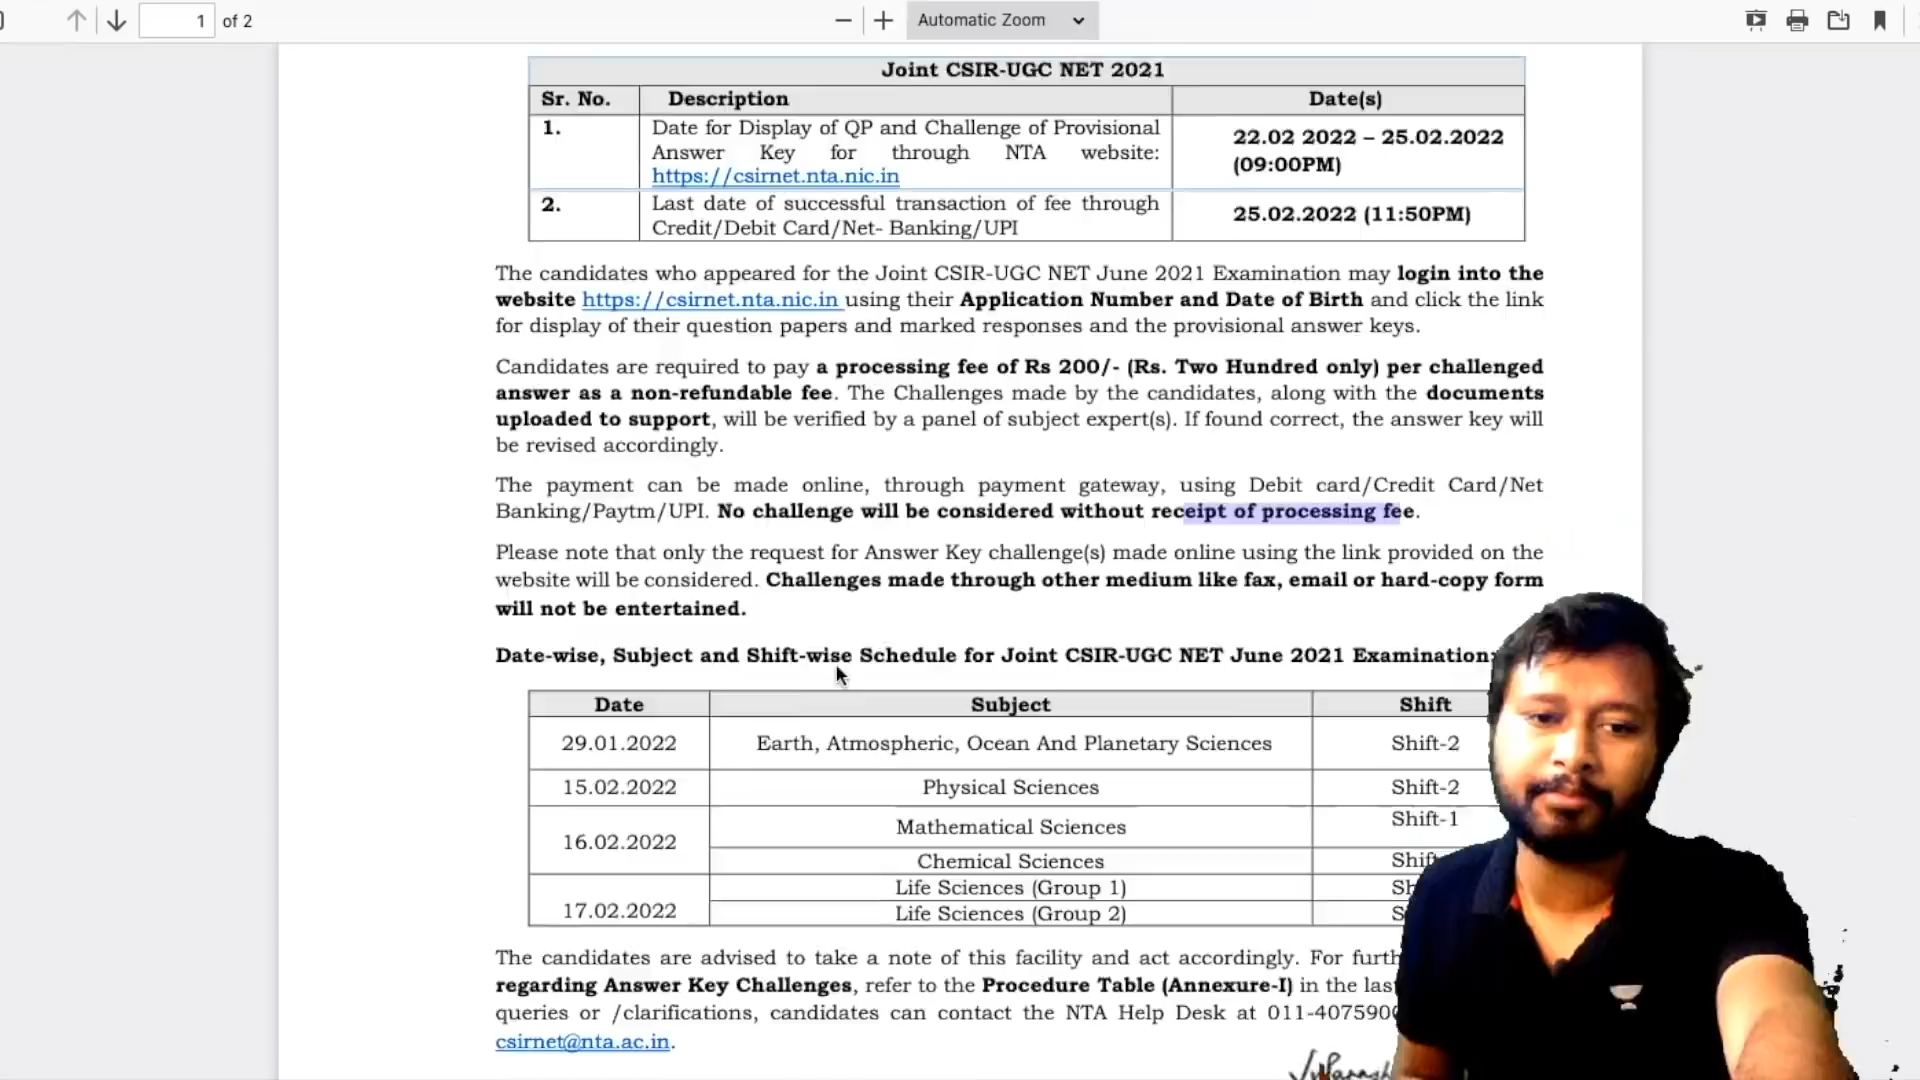 1 of 2
Automatic Zoom
Joint CSIR-UGC NET 2021
Sr. No. Description Date(s)
1. Date for Display of QP and Challenge of Provisional
Answer Key for through NTA website:
https://csirnet.nta.nic.in
22.02 2022 – 25.02.2022
(09:00PM)
2. Last date of successful transaction of fee through
Credit/Debit Card/Net- Banking/UPI
25.02.2022 (11:50PM)
The candidates who appeared for the Joint CSIR-UGC NET June 2021 Examination may login into the
website https://csirnet.nta.nic.in using their Application Number and Date of Birth and click the link
for display of their question papers and marked responses and the provisional answer keys.
Candidates are required to pay a processing fee of Rs 200/- (Rs. Two Hundred only) per challenged
answer as a non-refundable fee. The Challenges made by the candidates, along with the documents
uploaded to support, will be verified by a panel of subject expert(s). If found correct, the answer key will
be revised accordingly.
The payment can be made online, through payment gateway, using Debit card/Credit Card/Net
Banking/Paytm/UPI. No challenge will be considered without receipt of processing fee.
Please note that only the request for Answer Key challenge(s) made online using the link provided on the
website will be considered. Challenges made through other medium like fax, email or hard-copy form
will not be entertained.
Date-wise, Subject and Shift-wise Schedule for Joint CSIR-UGC NET June 2021 Examination:
Date Subject Shift
29.01.2022 Earth, Atmospheric, Ocean And Planetary Sciences Shift-2
15.02.2022 Physical Sciences Shift-2
16.02.2022 Mathematical Sciences Shift-1
Chemical Sciences
Life Sciences (Group 1)
17.02.2022 Life Sciences (Group 2)
The candidates are advised to take a note of this facility and act accordingly. For
regarding Answer Key Challenges, refer to the Procedure Table (Annexure-I) in the
queries or /clarifications, candidates can contact the NTA Help Desk at
csirnet@nta.ac.in.